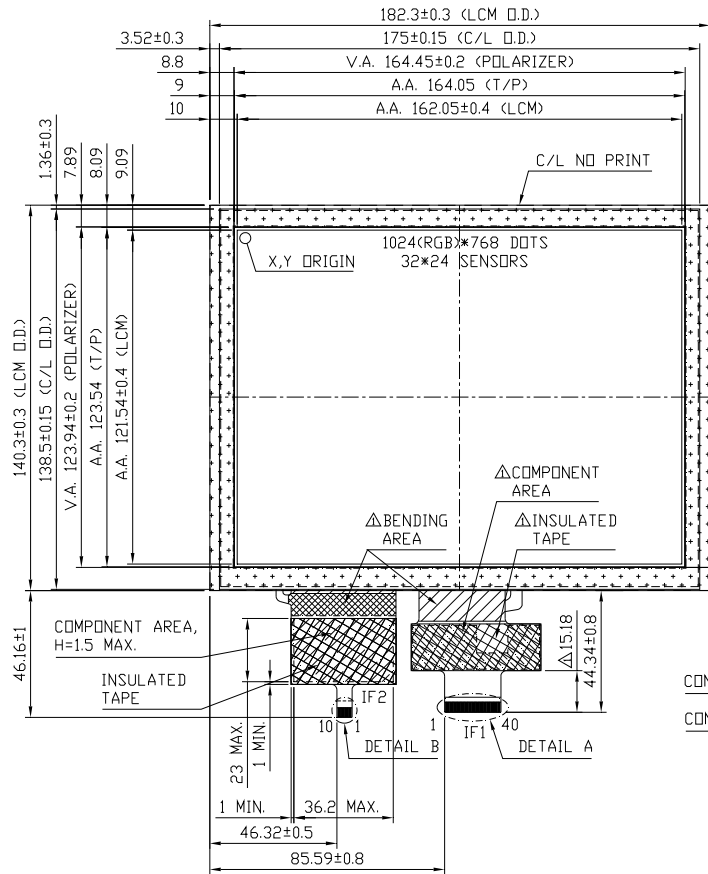 182.3±0.3 (LCM O.D.)
3.52±0.3
175±0.15 (C/L O.D.)
8.8
V.A. 164.45±0.2 (POLARIZER)
9
A.A. 164.05 (T/P)
10
A.A. 162.05±0.4 (LCM)
1.36±0.3
7.89
8.09
9.09
C/L NO PRINT
1024(RGB)*768 DOTS
32*24 SENSORS
X,Y ORIGIN
140.3±0.3 (LCM O.D.)
138.5±0.15 (C/L O.D.)
V.A. 123.94±0.2 (POLARIZER)
A.A. 123.54 (T/P)
A.A. 121.54±0.4 (LCM)
⚠COMPONENT
AREA
⚠BENDING
AREA
⚠INSULATED
TAPE
46.16±1
COMPONENT AREA,
H=1.5 MAX.
INSULATED
TAPE
⚠15.18
44.34±0.8
CON
CON
IF2
10
1
1
40
IF1
DETAIL B
DETAIL A
23 MAX.
1 MIN.
1 MIN.
36.2 MAX.
46.32±0.5
85.59±0.8